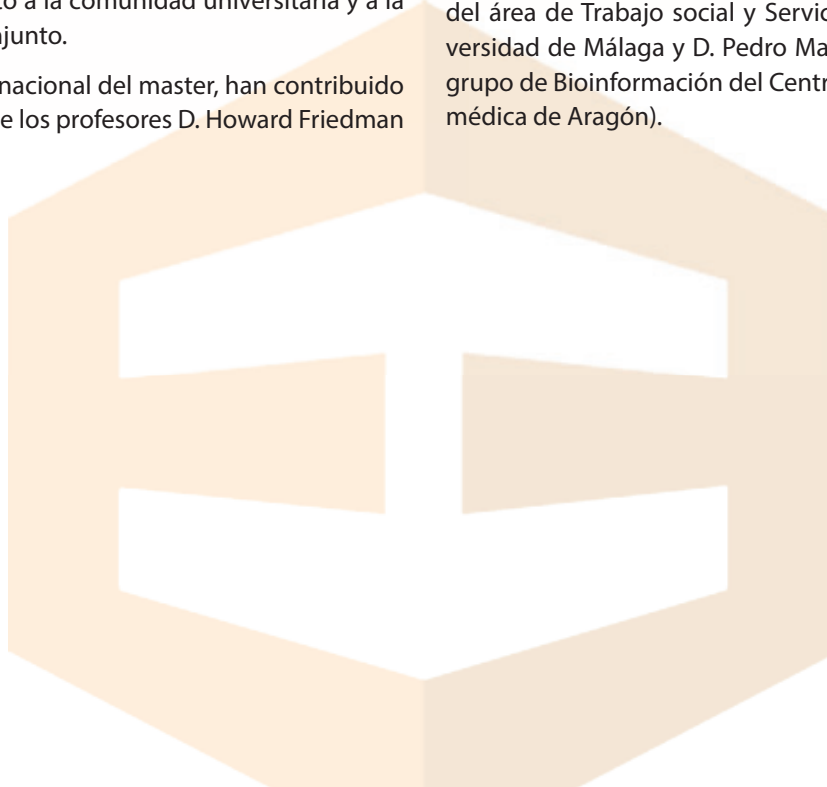 to a la comunidad universitaria y a la
junto.
nacional del master, han contribuido
e los profesores D. Howard Friedman
del área de Trabajo social y Servic
versidad de Málaga y D. Pedro Ma
grupo de Bioinformación del Centr
médica de Aragón).